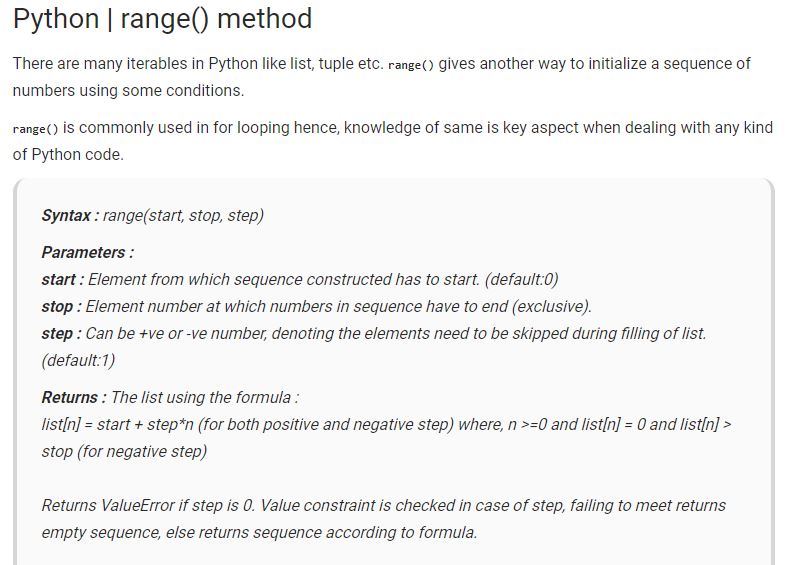 Python | range() method
There are many iterables in Python like list, tuple etc. range() gives another way to initialize a sequence of
numbers using some conditions.
range() is commonly used in for looping hence, knowledge of same is key aspect when dealing with any kind
of Python code.
Syntax : range(start, stop, step)
Parameters :
start : Element from which sequence constructed has to start. (default:0)
stop : Element number at which numbers in sequence have to end (exclusive).
step : Can be +ve or -ve number, denoting the elements need to be skipped during filling of list.
(default:1)
Returns : The list using the formula :
list[n] = start + step*n (for both positive and negative step) where, n >=0 and list[n] = 0 and list[n] >
stop (for negative step)
Returns ValueError if step is 0. Value constraint is checked in case of step, failing to meet returns
empty sequence, else returns sequence according to formula.